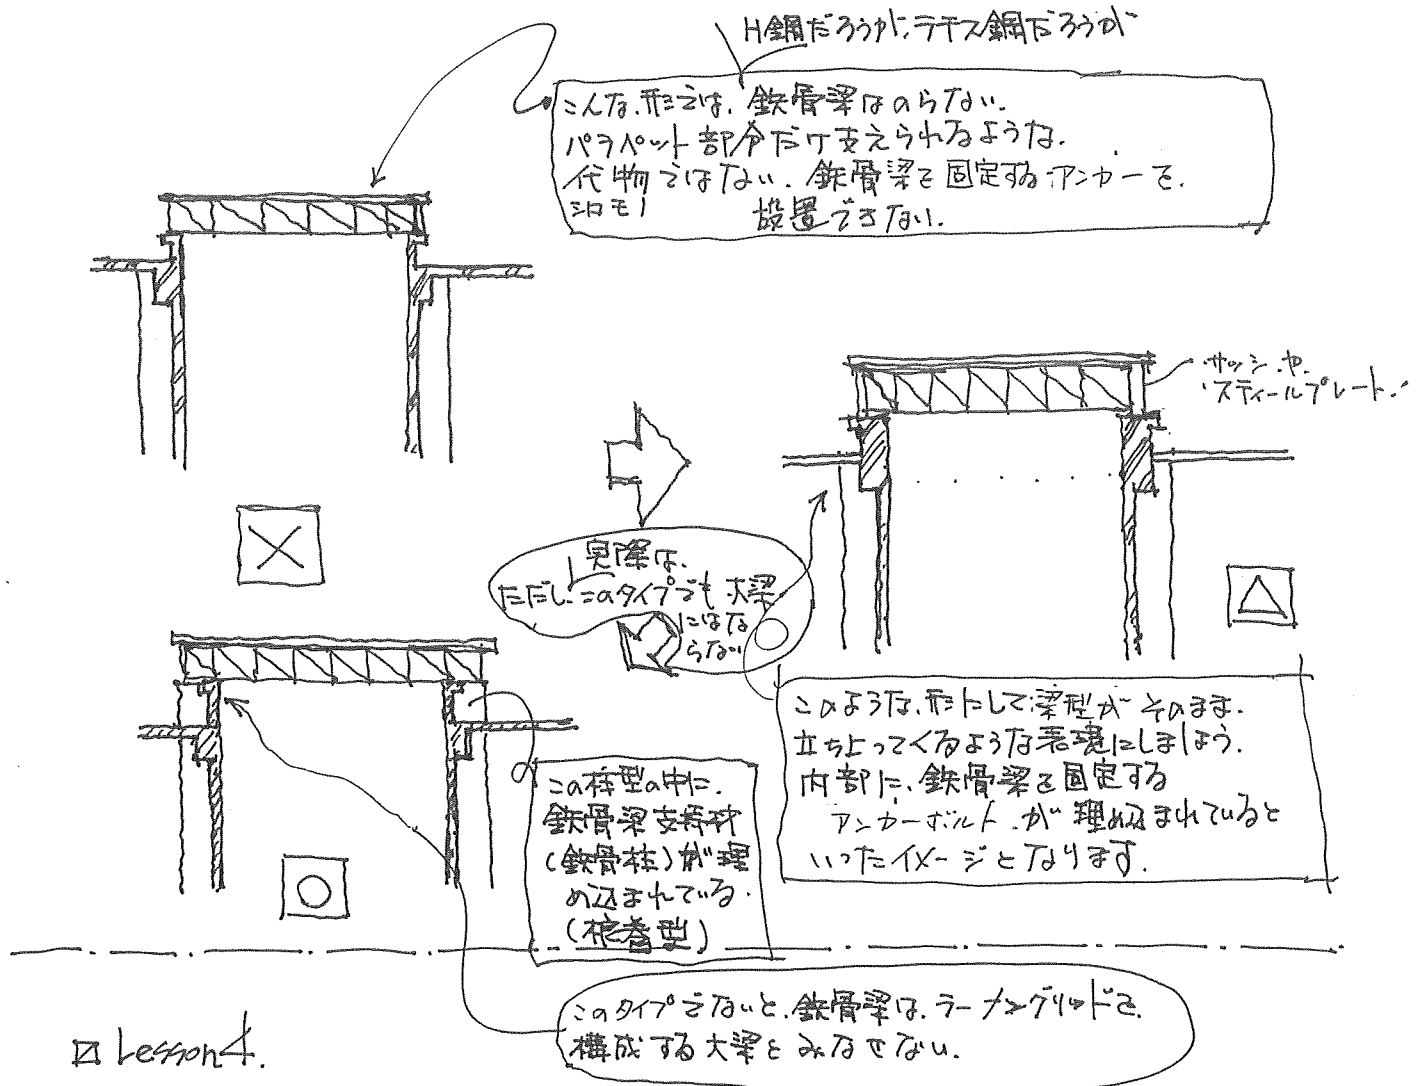 H鋼だろうが、ラチス鋼だろうが
こんな、形では、鉄骨梁はのらない.
パラペット部分だけ支えられるような.
代物ではない. 鉄骨梁を固定するアンカーを.
シロモノ
設置できない.
サッシや.
スティールプレート.
実際は、
ただし、このタイプでも大梁
にはな
らない
このような、形にして梁型がそのまま.
立ち上ってくるような表現にしましょう.
内部に、鉄骨梁を固定する
アンカーボルトが埋め込まれていると
いったイメージとなります.
この柱型の中に.
鉄骨梁支持材
(鉄骨柱)が埋
め込まれている.
(根巻型)
このタイプでないと、鉄骨梁は、ラーメングリッドを.
構成する大梁とみなせない.
Lesson4.